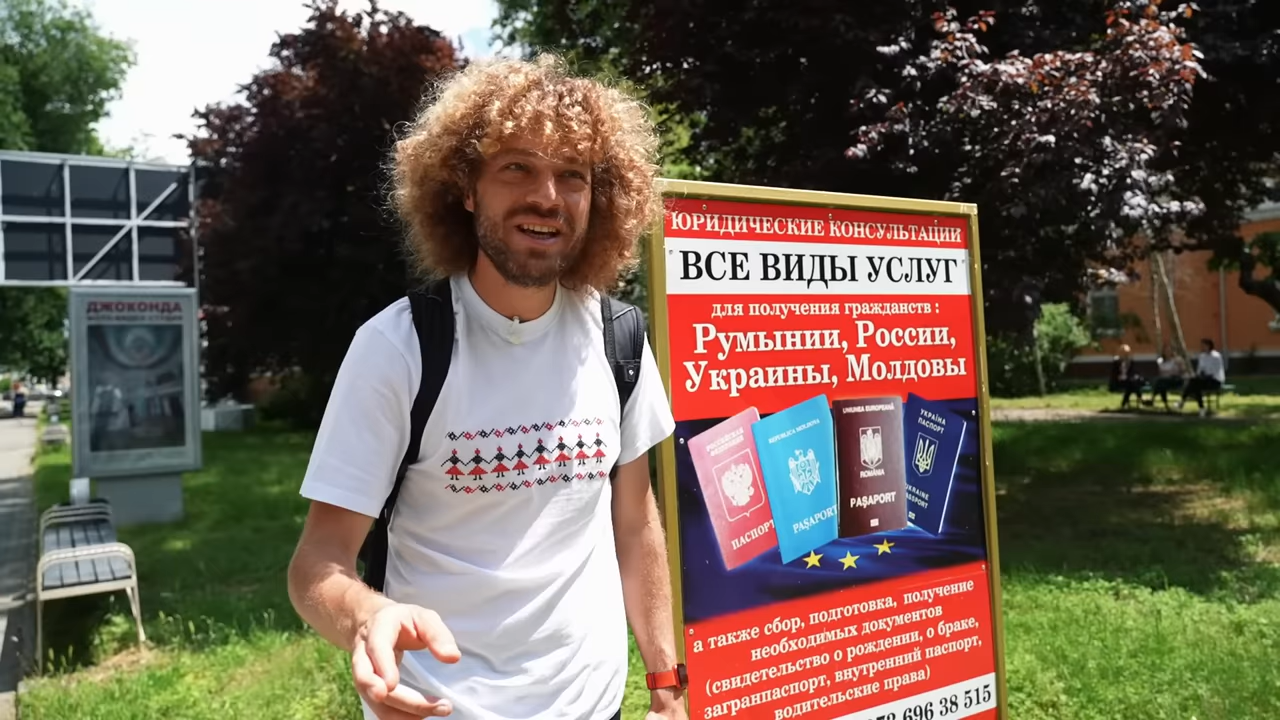 ДЖОКОНДА
ЮРИДИЧЕСКИЕ КОНСУЛЬТАЦИИ
ВСЕ ВИДЫ УСЛУГ
для получения гражданств :
Румынии, России,
Украины, Молдовы
РОССИЙСКАЯ
ФЕДЕРАЦИЯ
ПАСПОРТ
REPUBLICA MOLDOVA
PAŞAPORT
UNIUNEA EUROPEANĂ
ROMÂNIA
PAŞAPORT
УКРАЇНА
ПАСПОРТ
UKRAINE
PASSPORT
а также сбор, подготовка, получение
необходимых документов
(свидетельство о рождении, о браке,
загранпаспорт, внутренний паспорт,
водительские права)
696 38 515